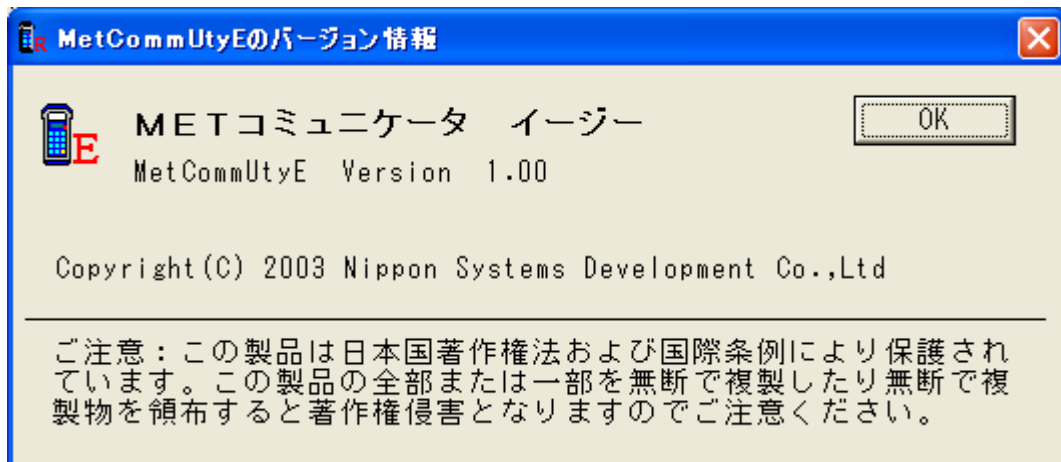 MetCommUtyEのバージョン情報
METコミュニケータ　イージー
OK
E
MetCommUtyE Version 1.00
Copyright(C) 2003 Nippon Systems Development Co.,Ltd
ご注意：この製品は日本国著作権法および国際条例により保護され
ています。この製品の全部または一部を無断で複製したり無断で複
製物を領布すると著作権侵害となりますのでご注意ください。